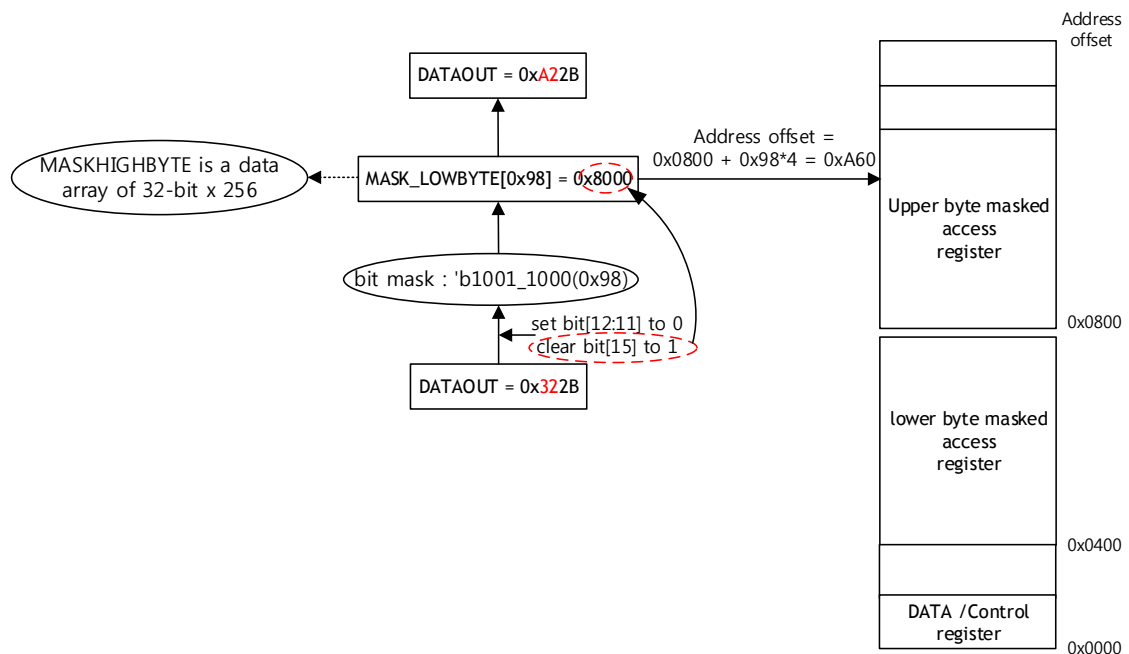 Address
offset
DATAOUT = 0xA22B
Address offset =
0x0800 + 0x98*4 = 0xA60
MASKHIGHBYTE is a data
array of 32-bit x 256
MASK_LOWBYTE[0x98] = 0x8000
Upper byte masked
access
register
bit mask : 'b1001_1000(0x98)
set bit[12:11] to 0
clear bit[15] to 1
0x0800
DATAOUT = 0x322B
lower byte masked
access
register
0x0400
DATA /Control
register
0x0000